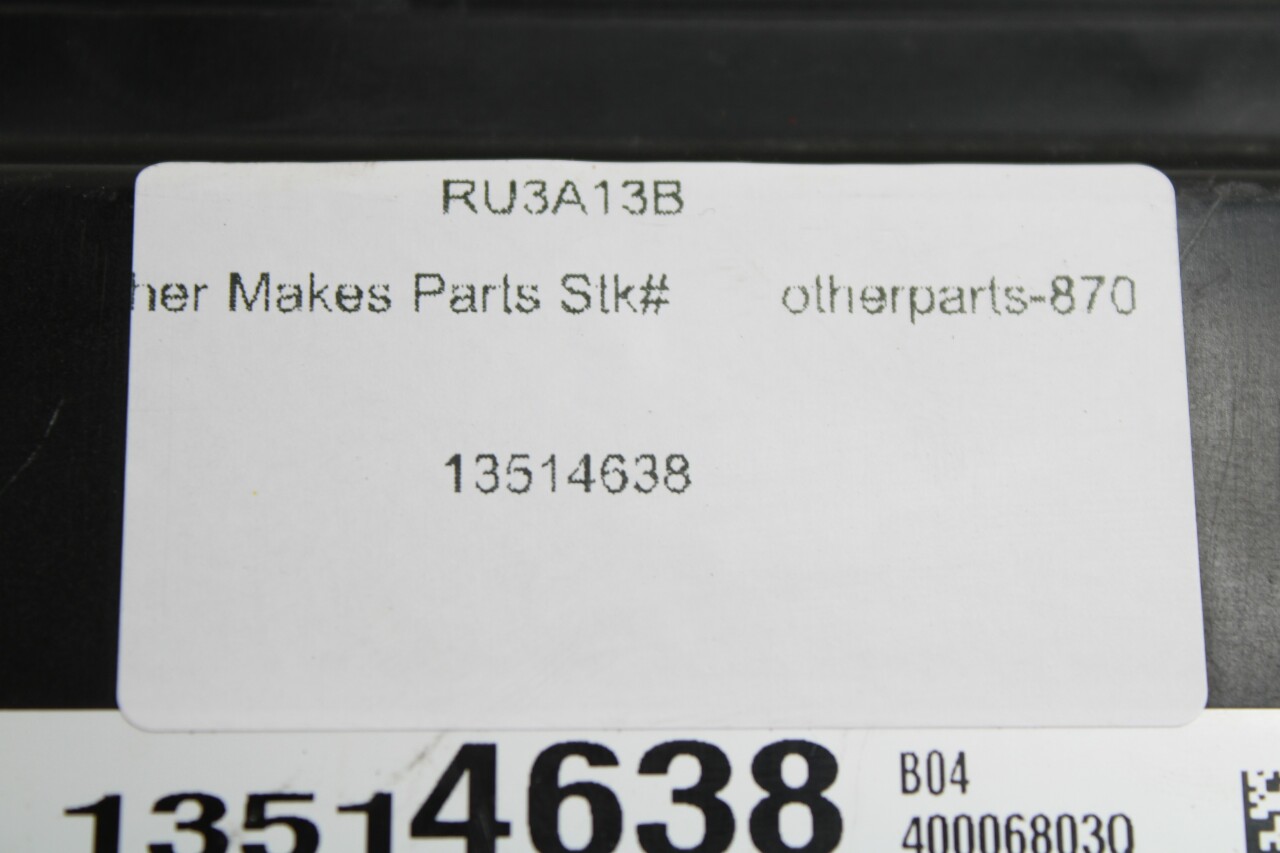 RU3A13B
her Makes Parts Stk# otherparts-870
13514638
13514638
B04
400068030